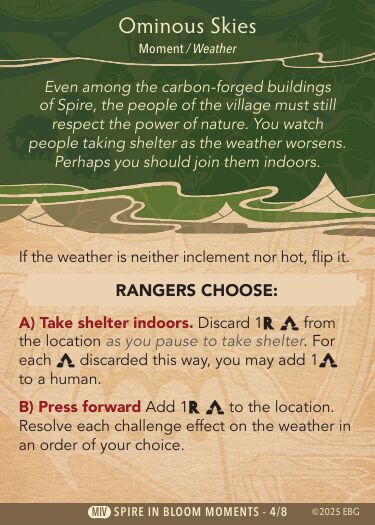 Ominous Skies
Moment / Weather
Even among the carbon-forged buildings
of Spire, the people of the village must still
respect the power of nature. You watch
people taking shelter as the weather worsens.
Perhaps you should join them indoors.
If the weather is neither inclement nor hot, flip it.
RANGERS CHOOSE:
A) Take shelter indoors. Discard 1R from
the location as you pause to take shelter. For
each discarded this way, you may add 1
to a human.
B) Press forward Add 1R to the location.
Resolve each challenge effect on the weather in
an order of your choice.
MIV SPIRE IN BLOOM MOMENTS - 4/8 ©2025 EBG